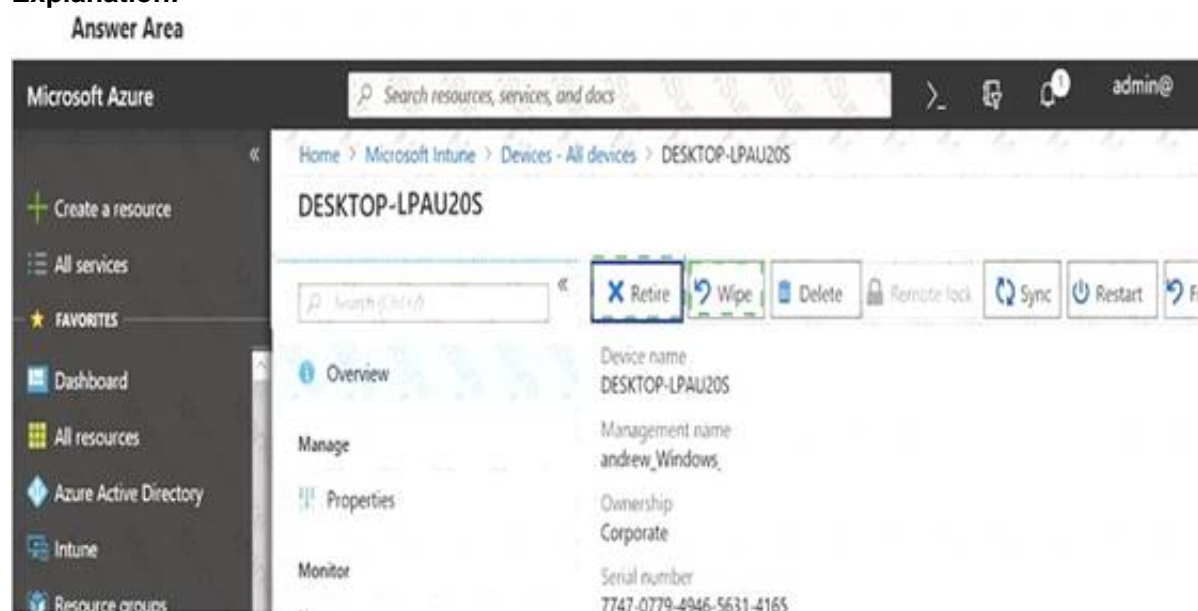 Explanation:
Answer Area
Microsoft Azure
Search resources, services, and docs
admin@
Home > Microsoft Intune > Devices - All devices > DESKTOP-LPAU20S
Create a resource
DESKTOP-LPAU20S
All services
Search (Ctrl+/)
Retire
Wipe
Delete
Remote lock
Sync
Restart
FAVORITES
Dashboard
Overview
Device name
DESKTOP-LPAU20S
All resources
Manage
Management name
andrew_Windows_
Azure Active Directory
Properties
Ownership
Corporate
Intune
Monitor
Serial number
7747-0779-4946-5631-4165
Resource groups